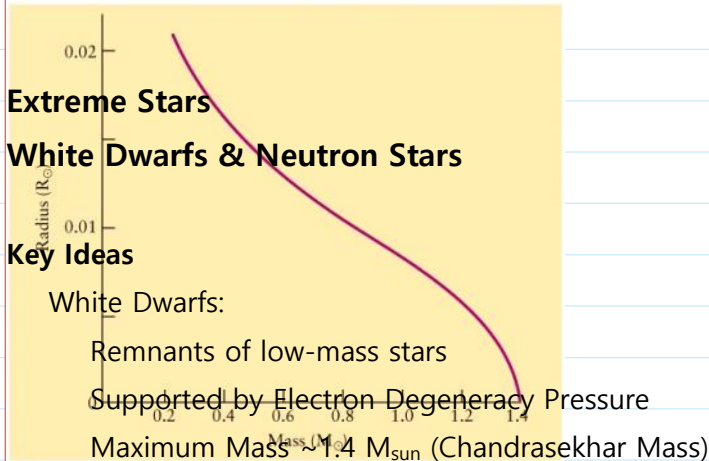 0.02
Extreme Stars
White Dwarfs & Neutron Stars
Radius (R☉)
0.01
Key Ideas
White Dwarfs:
Remnants of low-mass stars
Supported by Electron Degeneracy Pressure
0
0.2 0.4 0.6 0.8 1.0 1.2 1.4
Mass (M☉)
Maximum Mass ~1.4 Msun (Chandrasekhar Mass)